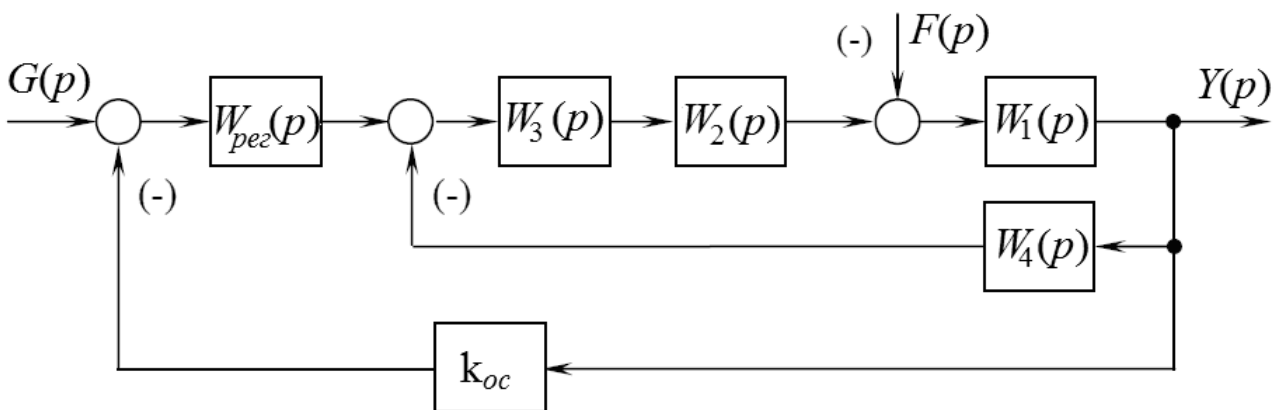 G(p)
W_рег(p)
(-)
(-)
W_3(p)
W_2(p)
(-)
F(p)
W_1(p)
Y(p)
W_4(p)
k_oc